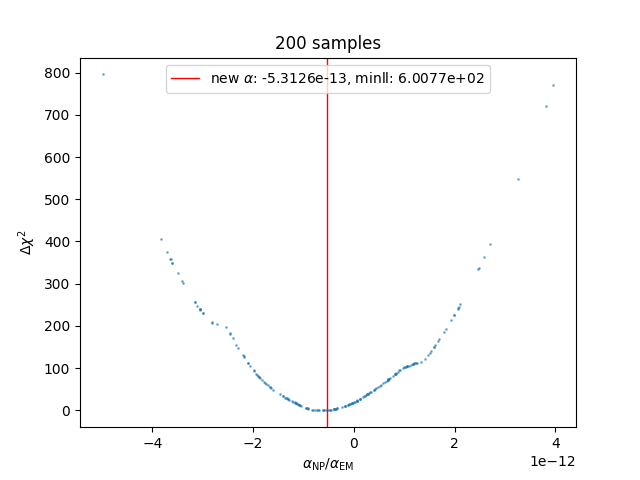 200 samples
new α: -5.3126e-13, minll: 6.0077e+02
800
700
600
500
400
300
200
100
0
Δχ²
−4 −2 0 2 4
1e−12
α_NP/α_EM